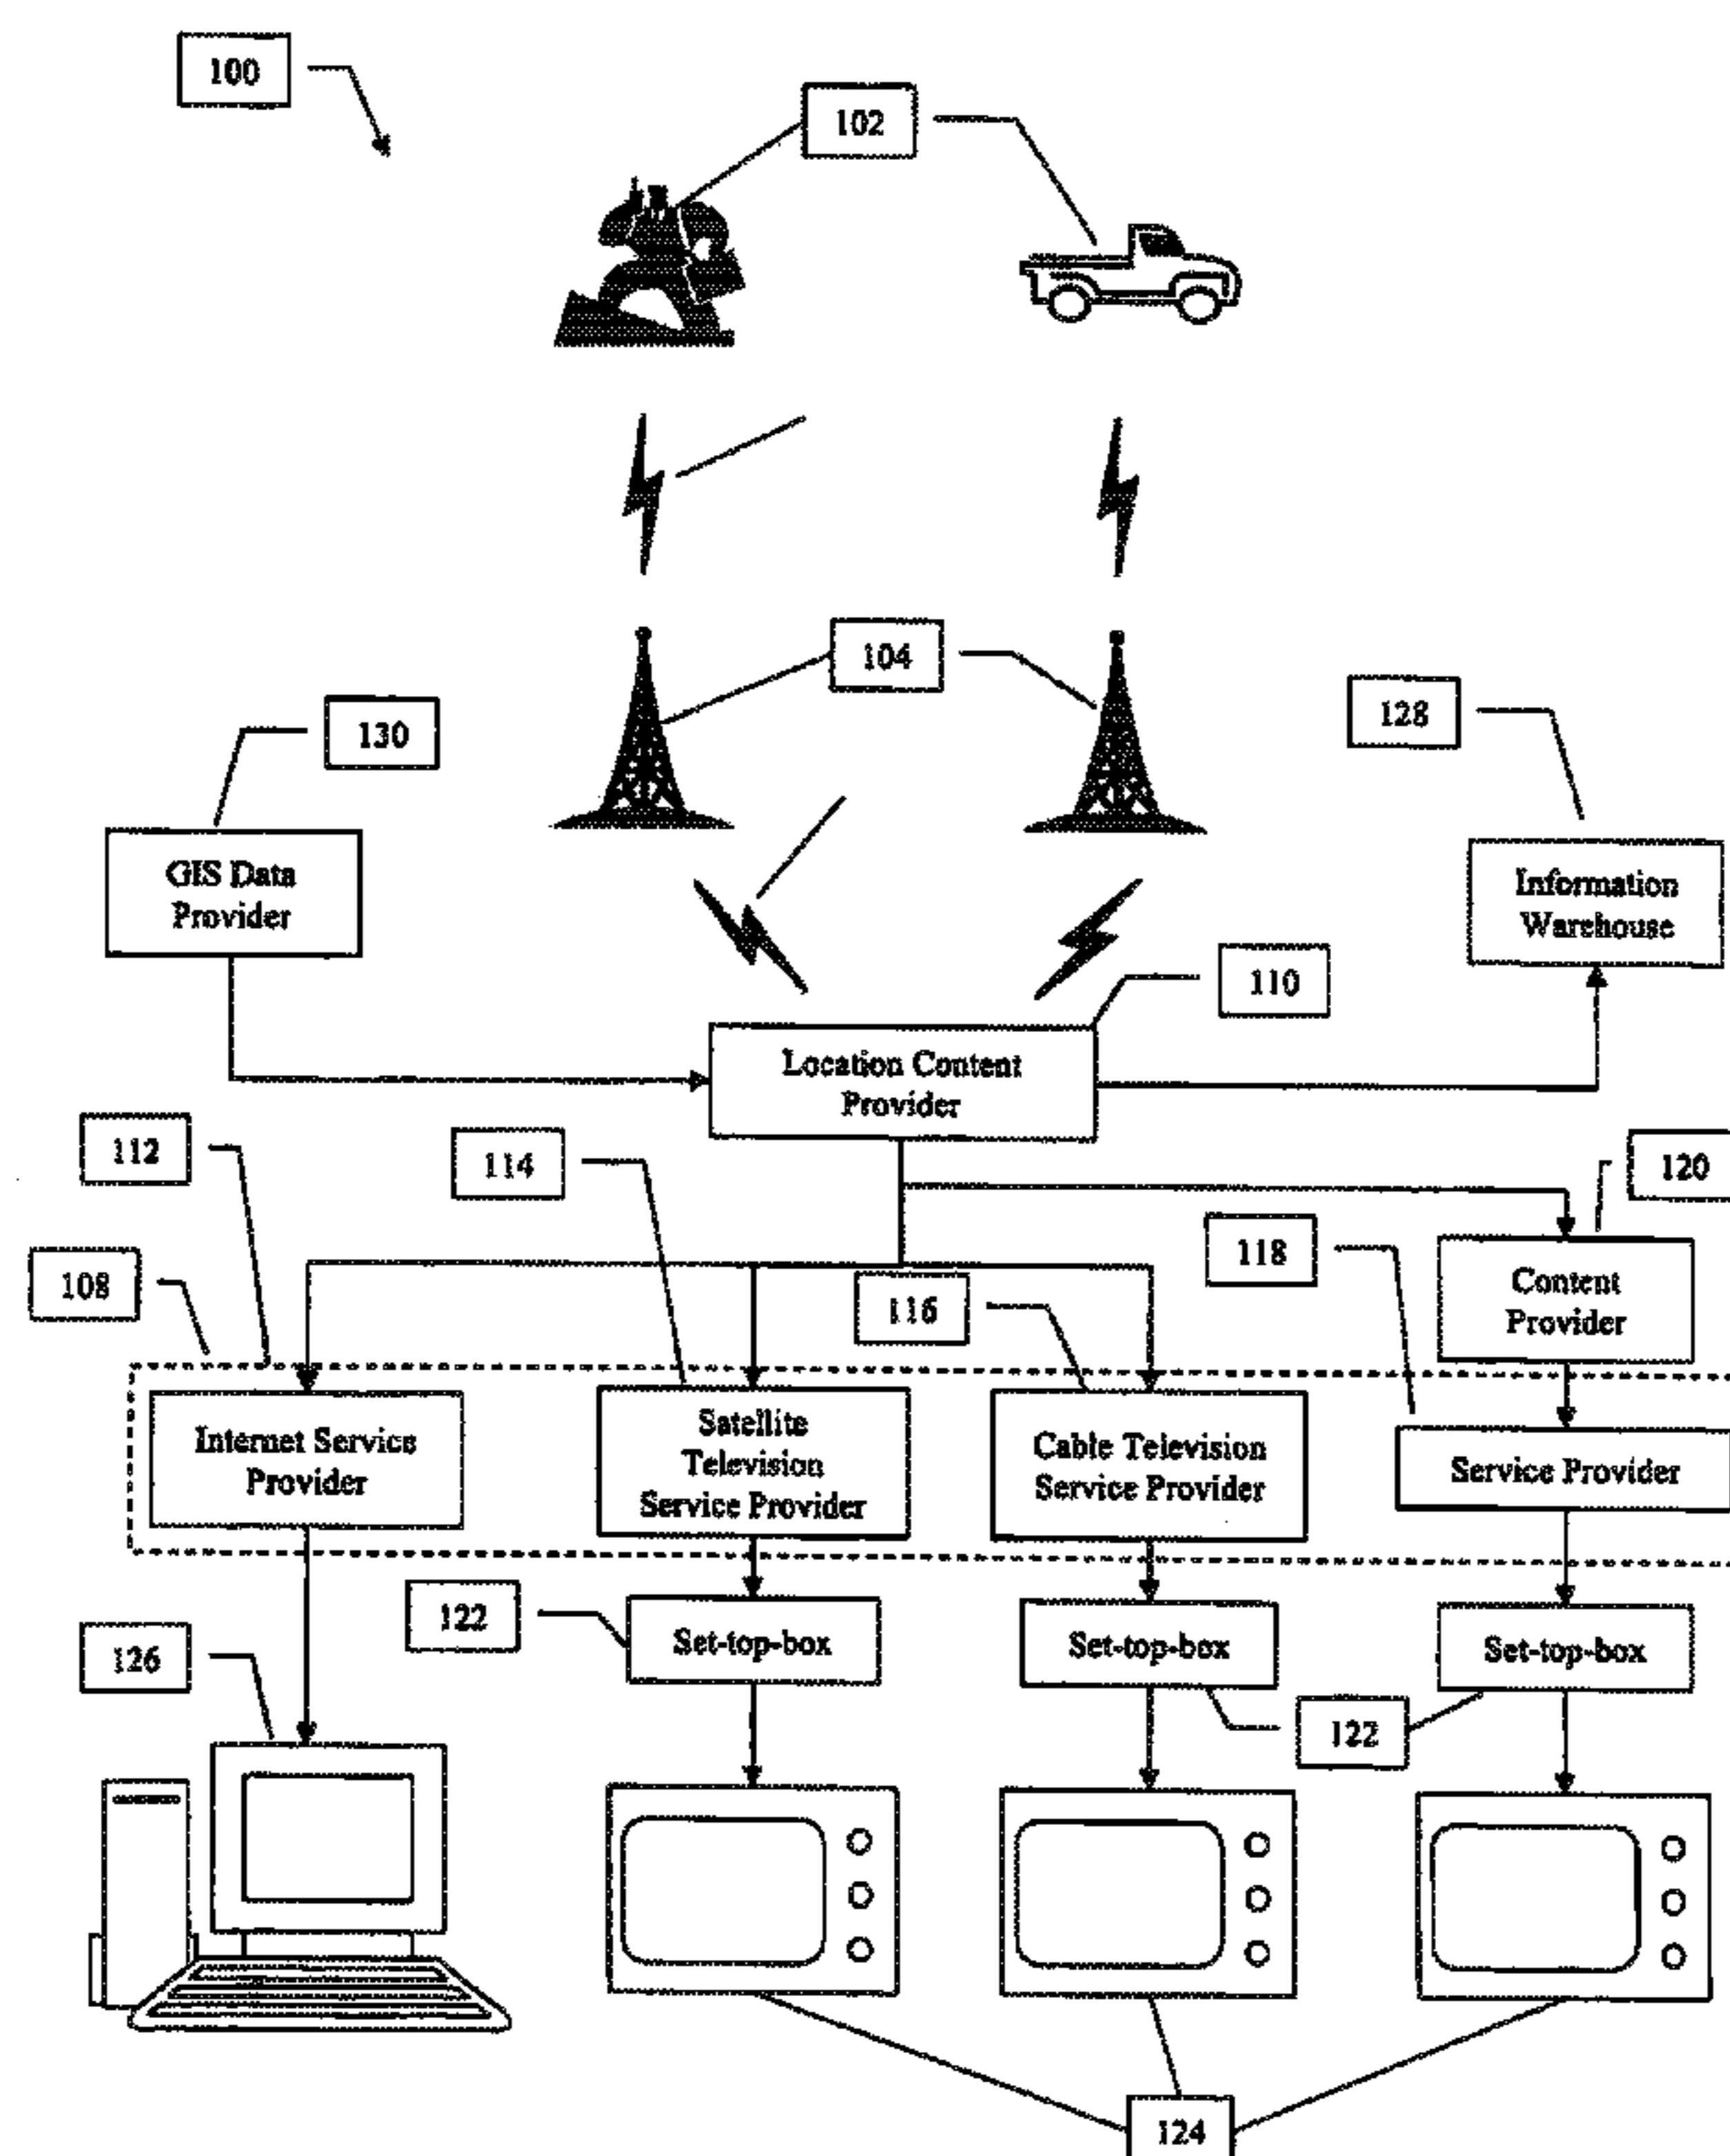 100
102
104
130
128
GIS Data
Provider
Information
Warehouse
110
Location Content
Provider
112
114
120
118
108
116
Content
Provider
Internet Service
Provider
Satellite
Television
Service Provider
Cable Television
Service Provider
Service Provider
122
126
Set-top-box
Set-top-box
Set-top-box
122
124